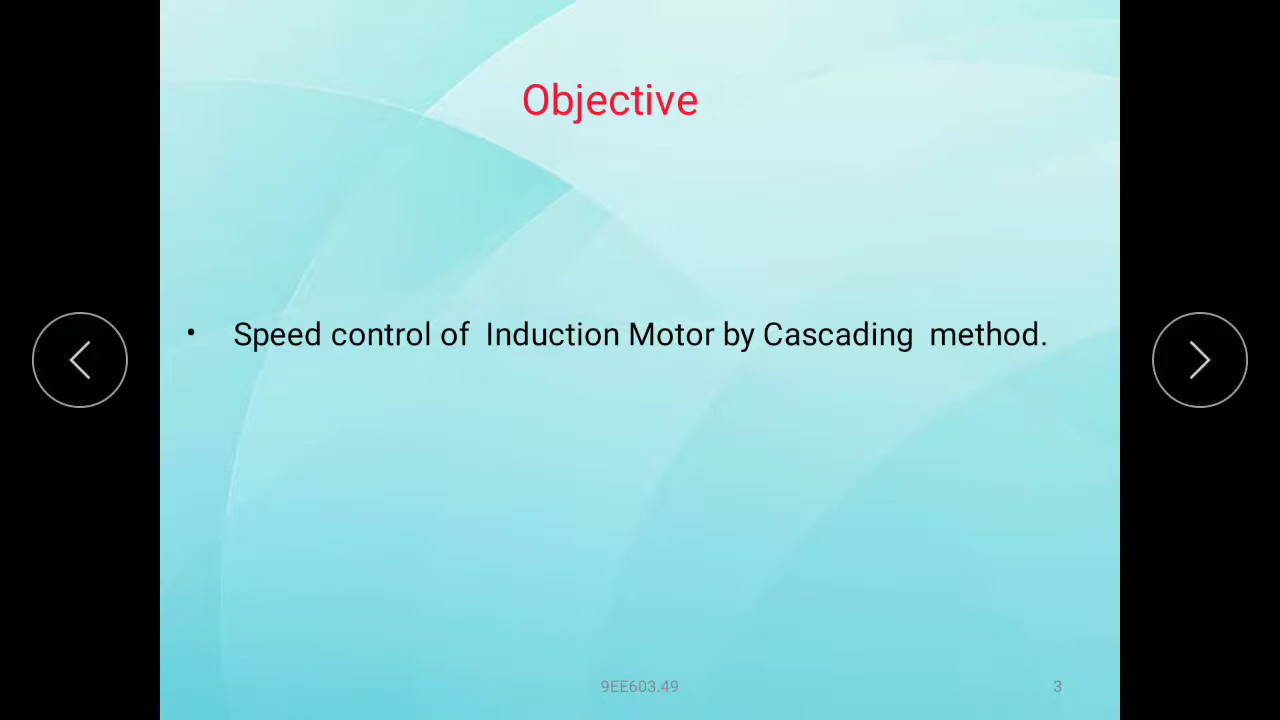 Objective
• Speed control of Induction Motor by Cascading method.
9EE603.49
3